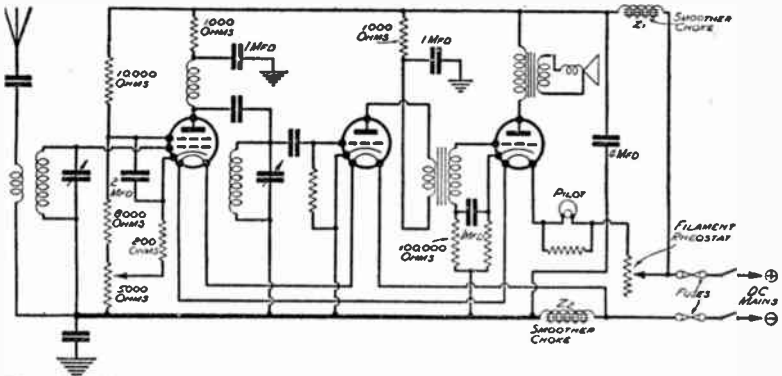 1000
OHMS
1 MFD
10,000
OHMS
2
MFD
8000
OHMS
200
OHMS
5000
OHMS
1000
OHMS
1 MFD
100,000
OHMS
1MFD
PILOT
4 MFD
Z1
SMOOTHER
CHOKE
FILAMENT
RHEOSTAT
FUSES
DC
MAINS
Z2
SMOOTHER
CHOKE